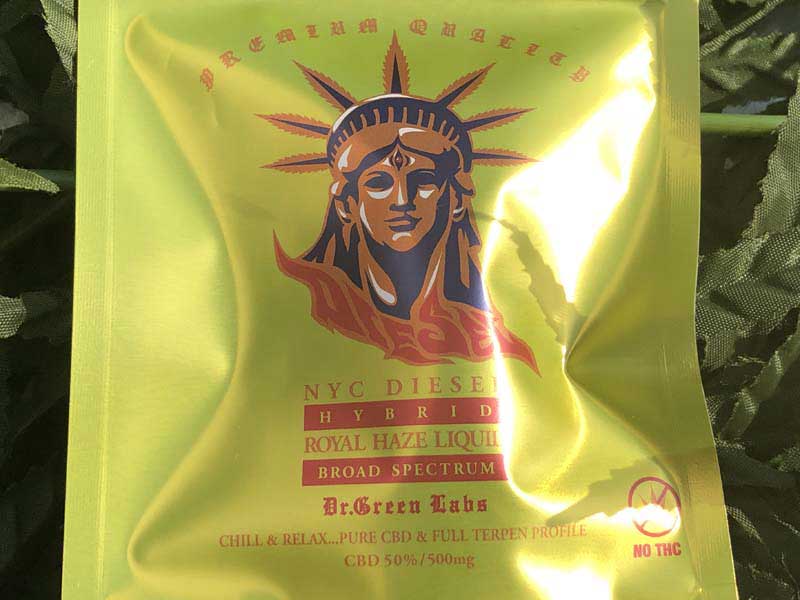 PREMIUM QUALITY
DIESEL
NYC DIESEL
HYBRID
ROYAL HAZE LIQUID
BROAD SPECTRUM
Dr.Green Labs
CHILL & RELAX...,PURE CBD & FULL TERPEN PROFILE
CBD 50%/500mg
NO THC